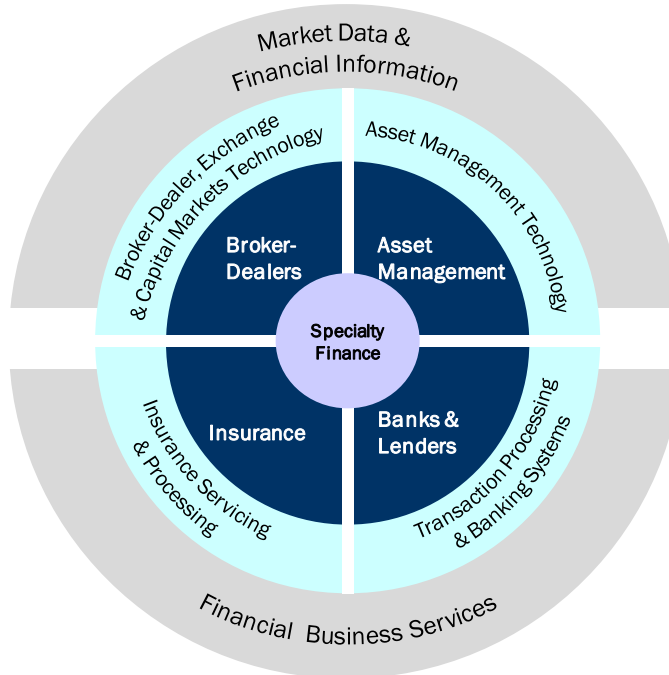 Market Data &
Financial Information
Broker-Dealer, Exchange
& Capital Markets Technology
Asset Management Technology
Broker-
Dealers
Asset
Management
Specialty
Finance
Insurance
Banks &
Lenders
Insurance Servicing
& Processing
Transaction Processing
& Banking Systems
Financial Business Services